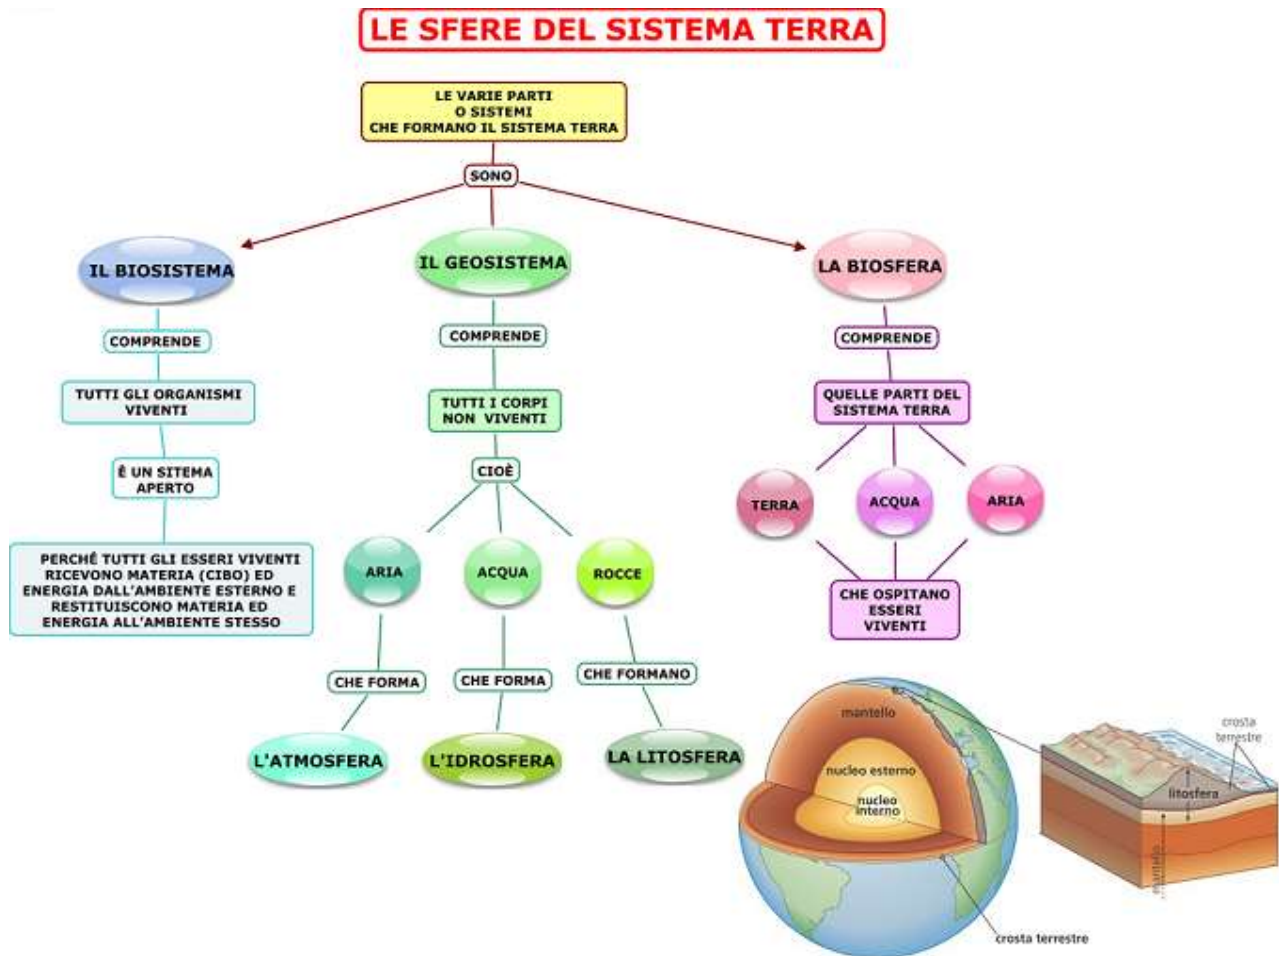 LE SFERE DEL SISTEMA TERRA
LE VARIE PARTI
O SISTEMI
CHE FORMANO IL SISTEMA TERRA
SONO
IL BIOSISTEMA
COMPRENDE
TUTTI GLI ORGANISMI
VIVENTI
È UN SITEMA
APERTO
PERCHÉ TUTTI GLI ESSERI VIVENTI
RICEVONO MATERIA (CIBO) ED
ENERGIA DALL'AMBIENTE ESTERNO E
RESTITUISCONO MATERIA ED
ENERGIA ALL'AMBIENTE STESSO
IL GEOSISTEMA
COMPRENDE
TUTTI I CORPI
NON VIVENTI
CIOÈ
ARIA
ACQUA
ROCCE
CHE FORMA
CHE FORMA
CHE FORMANO
L'ATMOSFERA
L'IDROSFERA
LA LITOSFERA
LA BIOSFERA
COMPRENDE
QUELLE PARTI DEL
SISTEMA TERRA
TERRA
ACQUA
ARIA
CHE OSPITANO
ESSERI
VIVENTI
mantello
nucleo esterno
nucleo
interno
crosta terrestre
crosta
terrestre
litosfera
mantello